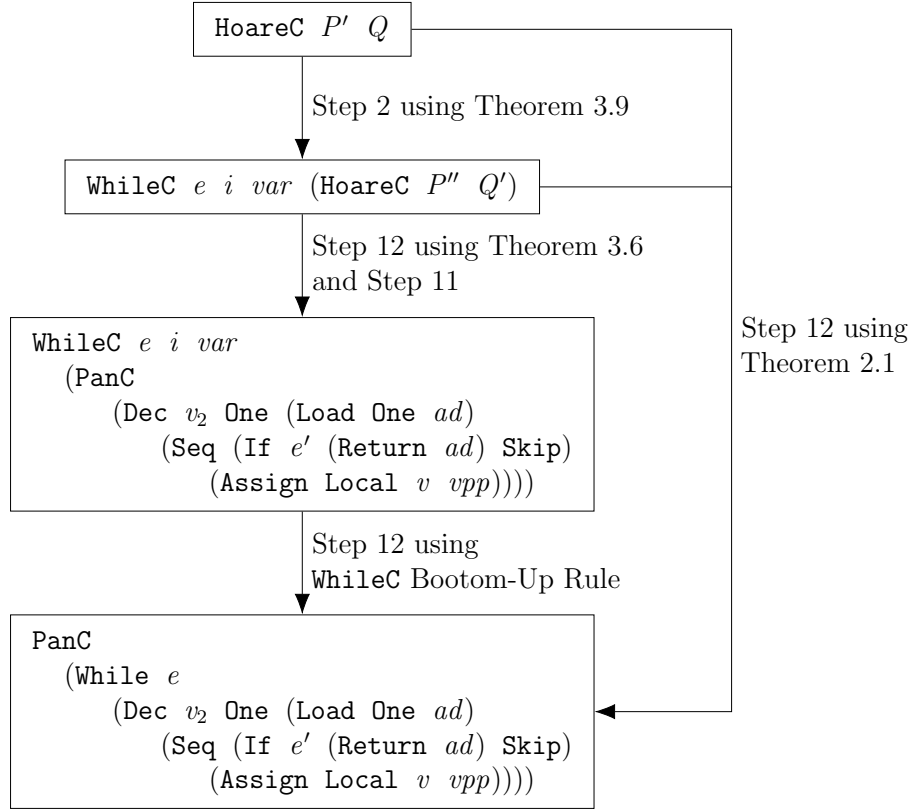 HoareC P′ Q
Step 2 using Theorem 3.9
WhileC e i var (HoareC P″ Q′)
Step 12 using Theorem 3.6
and Step 11
WhileC e i var
(PanC
(Dec v₂ One (Load One ad)
(Seq (If e′ (Return ad) Skip)
(Assign Local v vpp))))
Step 12 using
Theorem 2.1
Step 12 using
WhileC Bootom-Up Rule
PanC
(While e
(Dec v₂ One (Load One ad)
(Seq (If e′ (Return ad) Skip)
(Assign Local v vpp))))